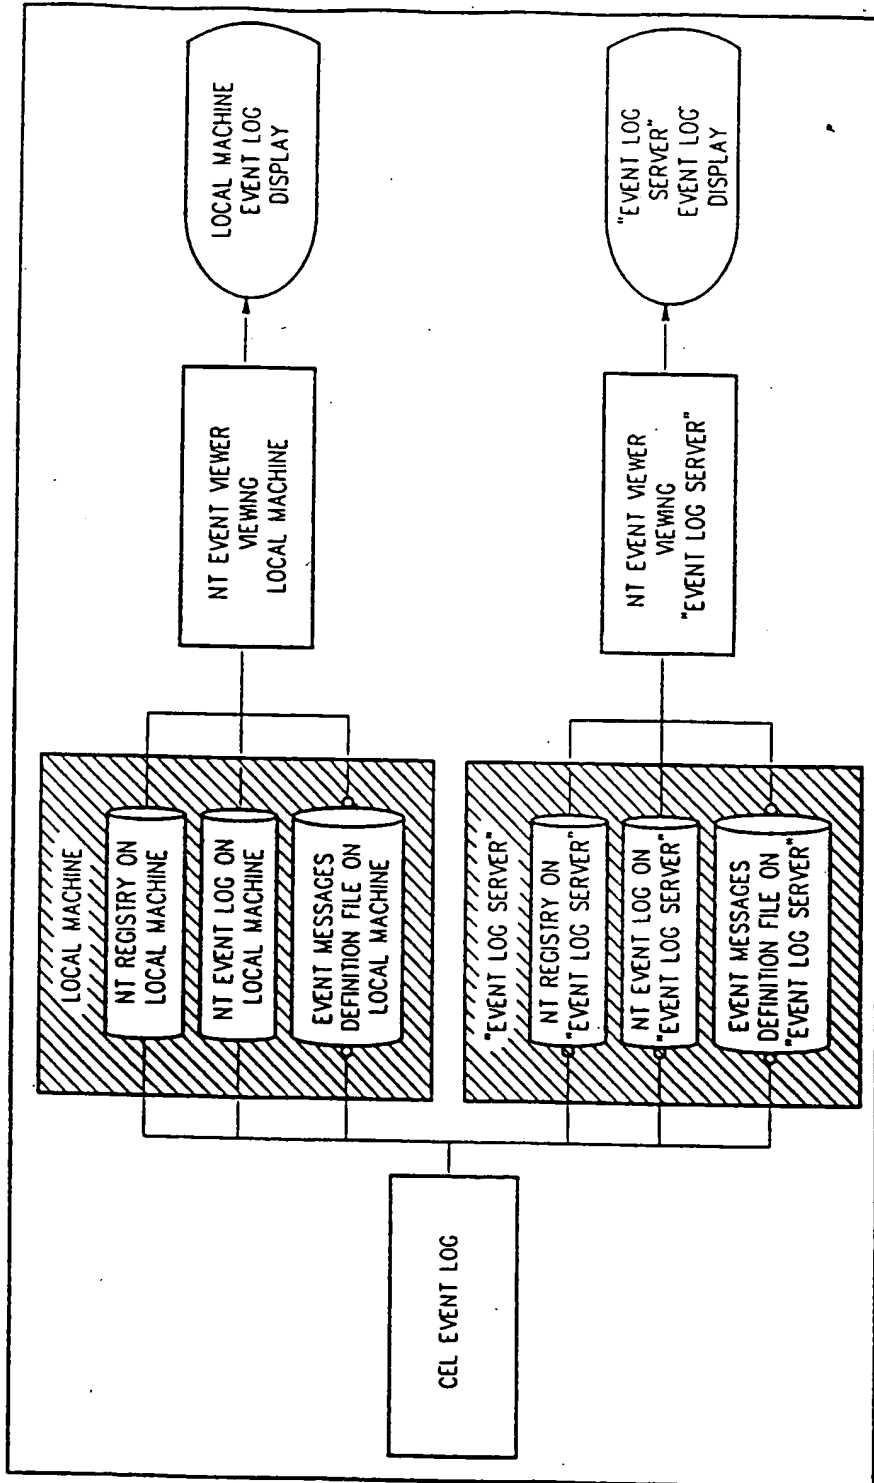 CEL EVENT LOG
LOCAL MACHINE
NT REGISTRY ON
LOCAL MACHINE
NT EVENT LOG ON
LOCAL MACHINE
EVENT MESSAGES
DEFINITION FILE ON
LOCAL MACHINE
"EVENT LOG SERVER"
NT REGISTRY ON
"EVENT LOG SERVER"
NT EVENT LOG ON
"EVENT LOG SERVER"
EVENT MESSAGES
DEFINITION FILE ON
"EVENT LOG SERVER"
NT EVENT VIEWER
VIEWING
LOCAL MACHINE
NT EVENT VIEWER
VIEWING
"EVENT LOG SERVER"
LOCAL MACHINE
EVENT LOG
DISPLAY
"EVENT LOG
SERVER"
EVENT LOG
DISPLAY